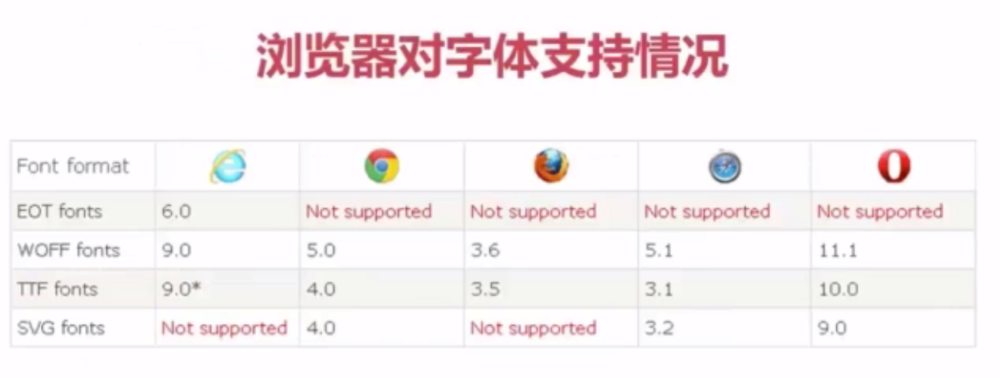 浏览器对字体支持情况
Font format
EOT fonts 6.0 Not supported Not supported Not supported Not supported
WOFF fonts 9.0 5.0 3.6 5.1 11.1
TTF fonts 9.0* 4.0 3.5 3.1 10.0
SVG fonts Not supported 4.0 Not supported 3.2 9.0